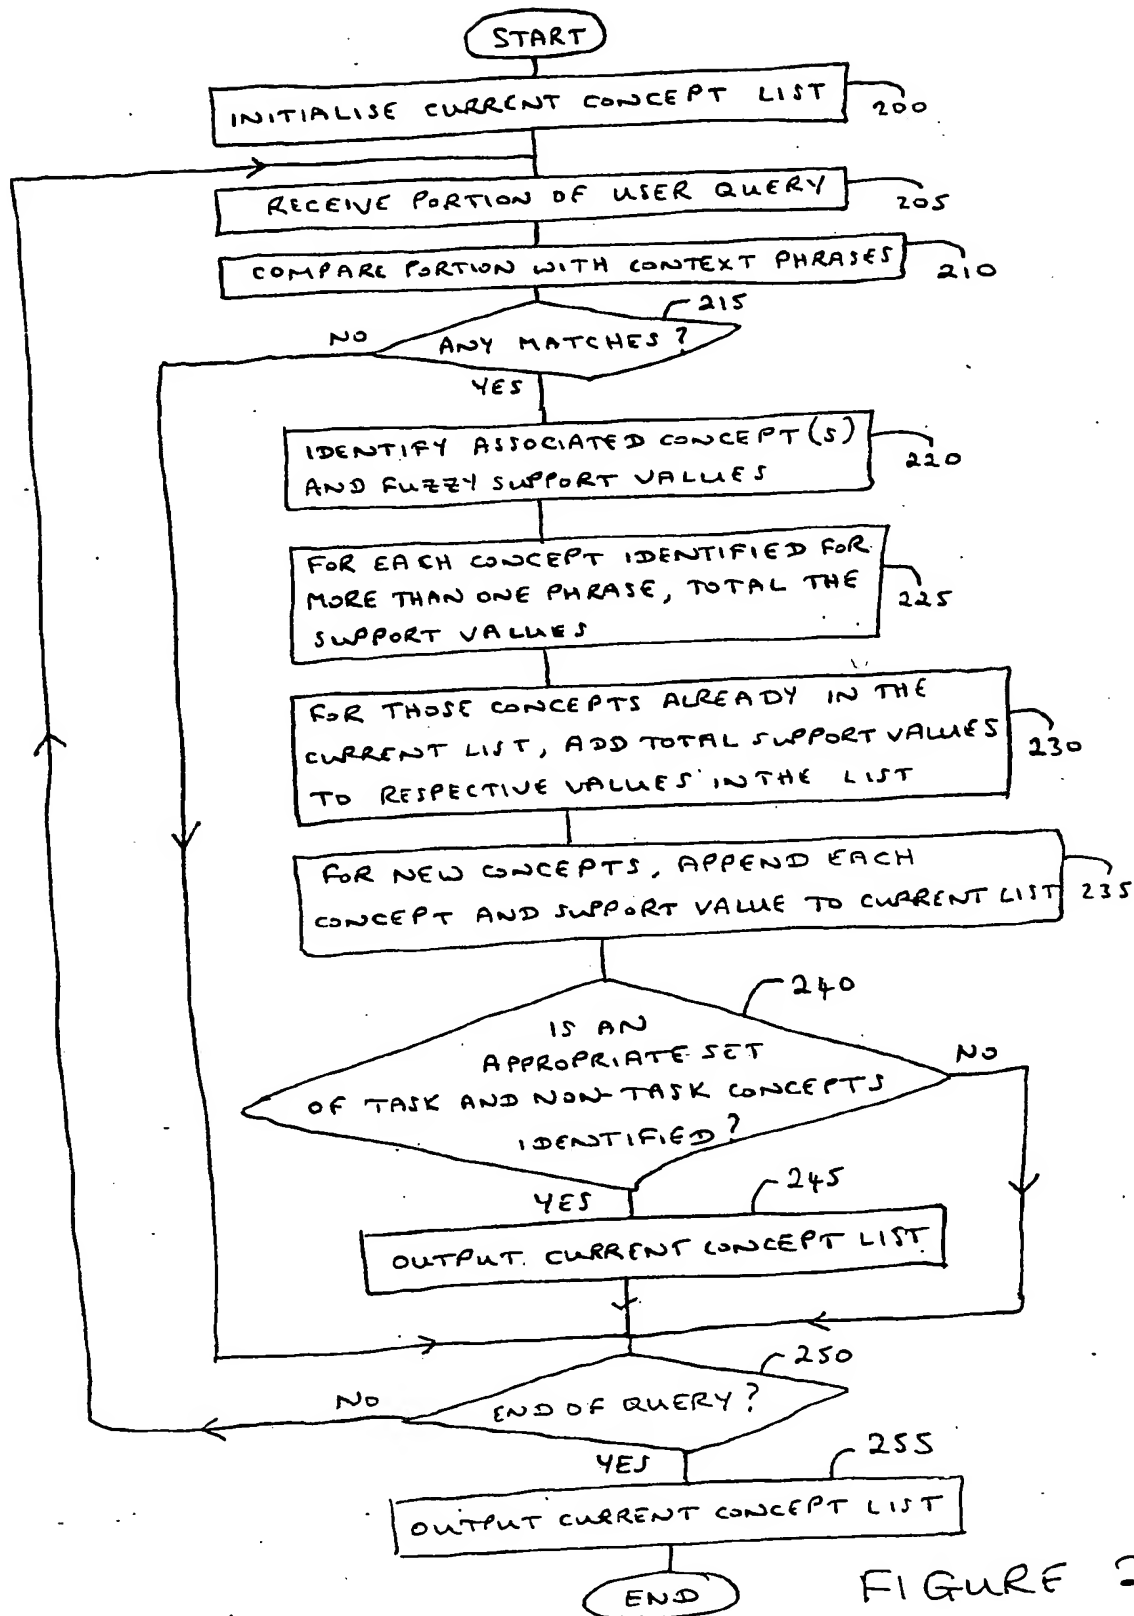 START
INITIALISE CURRENT CONCEPT LIST
200
RECEIVE PORTION OF USER QUERY
205
COMPARE PORTION WITH CONTEXT PHRASES
210
215
NO
ANY MATCHES?
YES
IDENTIFY ASSOCIATED CONCEPT(S)
AND FUZZY SUPPORT VALUES
220
FOR EACH CONCEPT IDENTIFIED FOR
MORE THAN ONE PHRASE, TOTAL THE
SUPPORT VALUES
225
FOR THOSE CONCEPTS ALREADY IN THE
CURRENT LIST, ADD TOTAL SUPPORT VALUES
TO RESPECTIVE VALUES IN THE LIST
230
FOR NEW CONCEPTS, APPEND EACH
CONCEPT AND SUPPORT VALUE TO CURRENT LIST
235
240
IS AN
APPROPRIATE SET
OF TASK AND NON-TASK CONCEPTS
IDENTIFIED?
NO
YES
245
OUTPUT CURRENT CONCEPT LIST
250
NO
END OF QUERY?
YES
255
OUTPUT CURRENT CONCEPT LIST
END
FIGURE